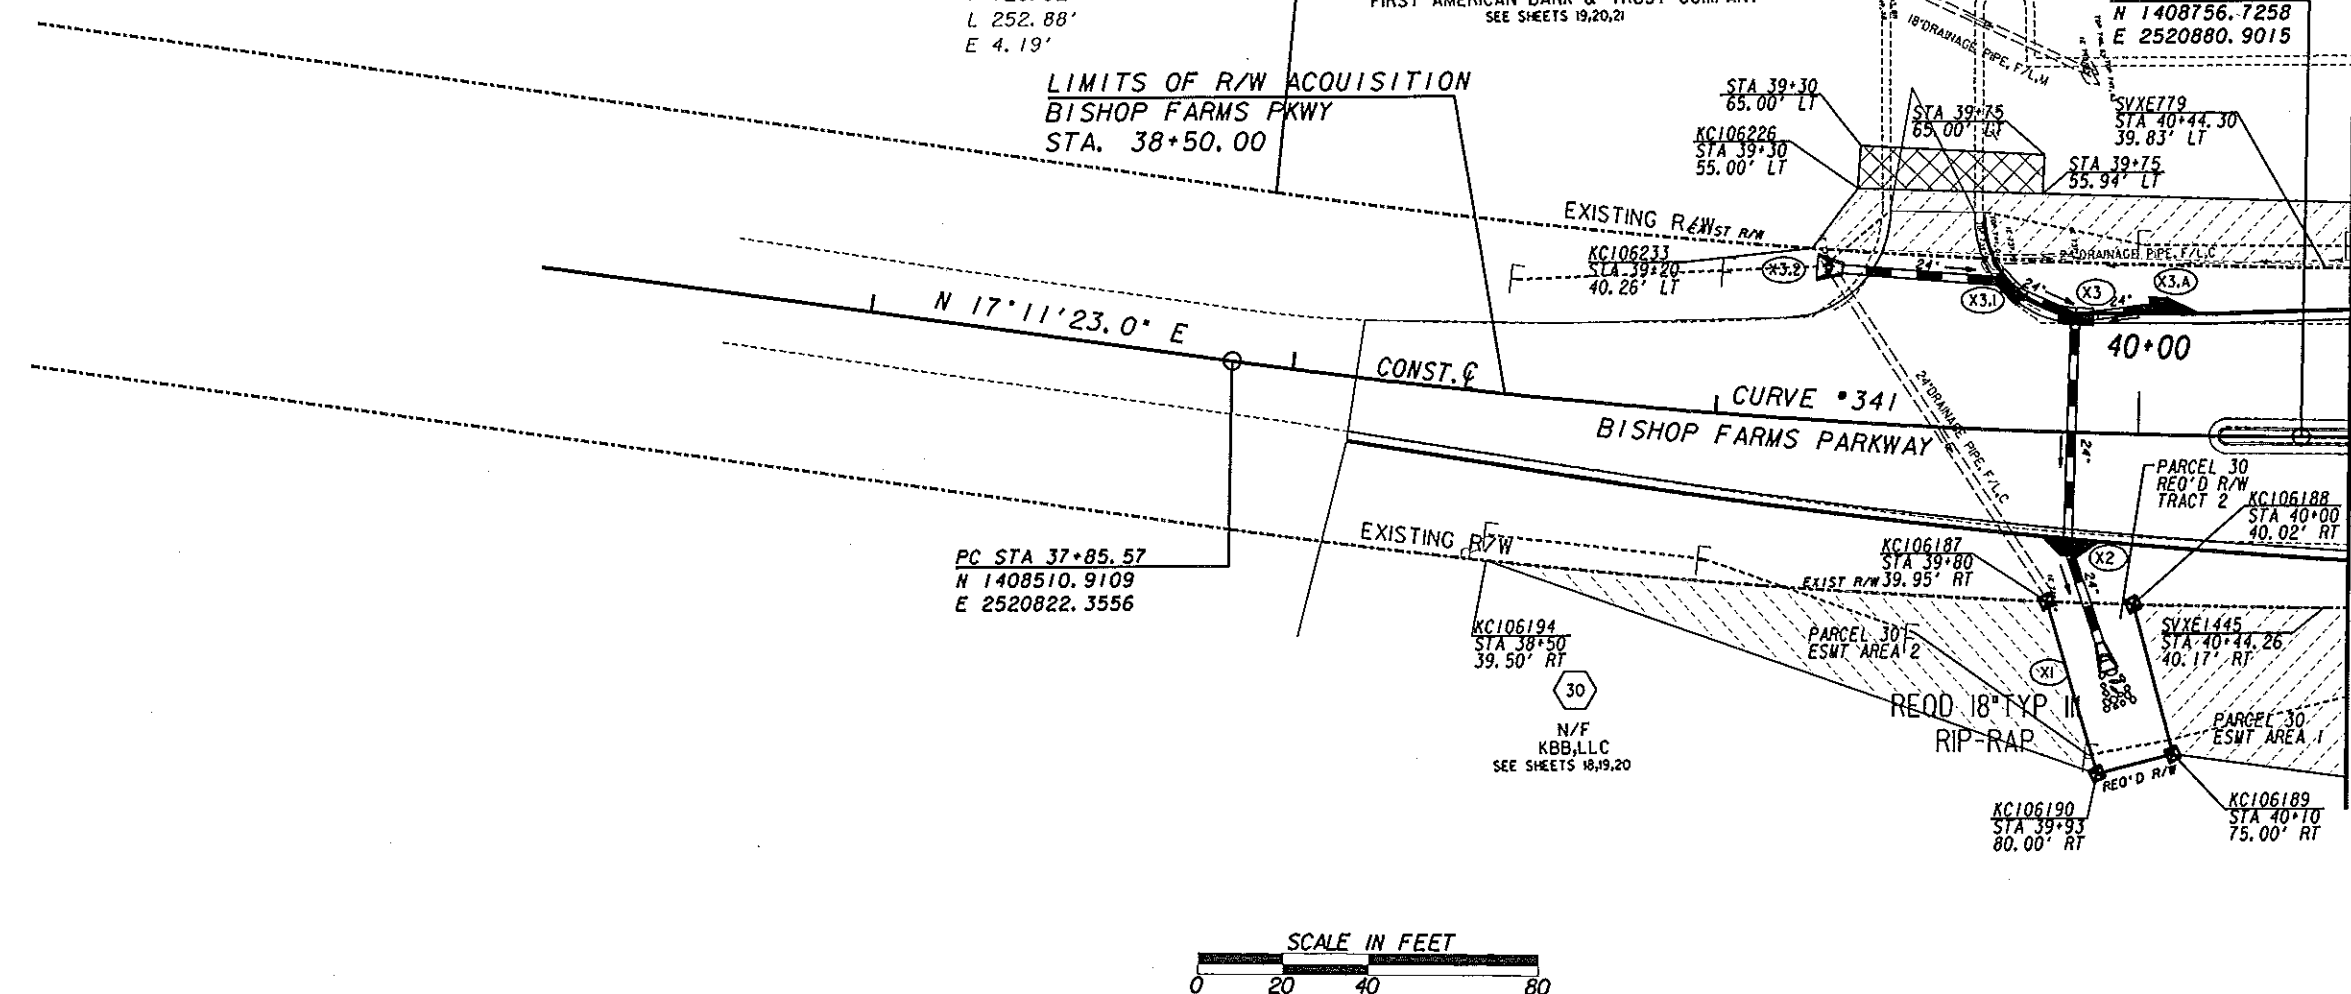 L 252.88'
E 4.19'
FIRST AMERICAN BANK & TRUST COMPANY
SEE SHEETS 19,20,21
N 1408756.7258
E 2520880.9015
18"DRAINAGE PIPE, F/L,M
LIMITS OF R/W ACQUISITION
BISHOP FARMS PKWY
STA. 38+50.00
STA 39+30
65.00' LT
KC106226
STA 39+30
55.00' LT
STA 39+75
65.00' LT
SVXE779
STA 40+44.30
39.83' LT
STA 39+75
55.94' LT
EXISTING R/W
EXIST R/W
KC106233
STA 39+20
40.26' LT
X3.2
24"
X3.1
24"
X3
24"
X3.A
24"DRAINAGE PIPE, F/L,C
40+00
N 17°11'23.0" E
CONST. ℄
CURVE #341
BISHOP FARMS PARKWAY
24"DRAINAGE PIPE, F/L,C
24"
PARCEL 30
REQ'D R/W
TRACT 2
KC106188
STA 40+00
40.02' RT
PC STA 37+85.57
N 1408510.9109
E 2520822.3556
EXISTING R/W
KC106187
STA 39+80
39.95' RT
EXIST R/W
X2
24"
KC106194
STA 38+50
39.50' RT
PARCEL 30
ESMT AREA 2
SVXE1445
STA 40+44.26
40.17' RT
X1
30
N/F
KBB,LLC
SEE SHEETS 18,19,20
REQD 18" TYP II
RIP-RAP
PARCEL 30
ESMT AREA 1
REQ'D R/W
KC106190
STA 39+93
80.00' RT
KC106189
STA 40+10
75.00' RT
SCALE IN FEET
0 20 40 80